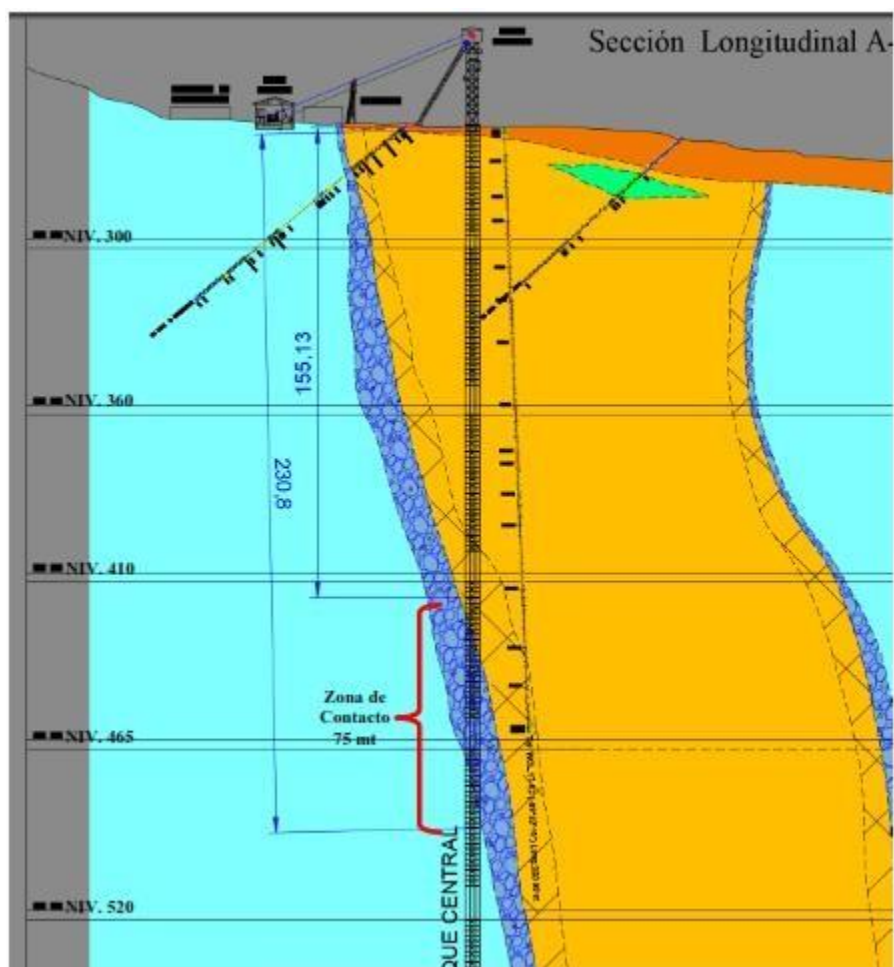 Sección Longitudinal A-
NIV. 300
155,13
NIV. 360
230,8
NIV. 410
Zona de
Contacto
75 mt
NIV. 465
QUE CENTRAL
NIV. 520